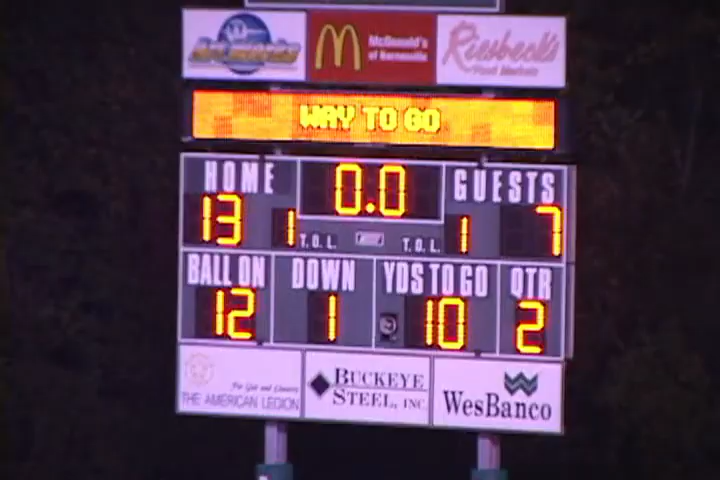 McDonald's
of Barnesville
Riesbeck's
Food Markets
WAY TO GO
HOME 0.0 GUESTS
13 1 T.O.L. T.O.L. 1 7
BALL ON DOWN YDS TO GO QTR
12 1 10 2
For God and Country
THE AMERICAN LEGION
BUCKEYE
STEEL, INC.
WesBanco